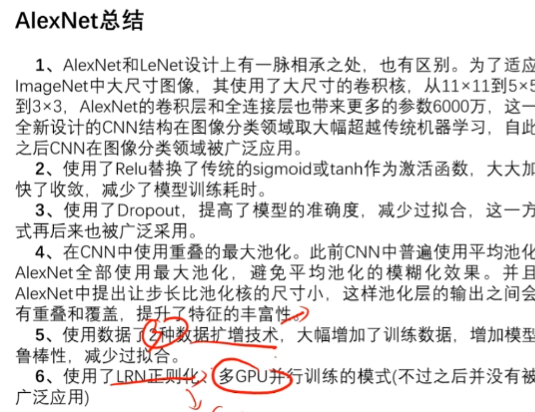 AlexNet总结
1、AlexNet和LeNet设计上有一脉相承之处，也有区别。为了适应
ImageNet中大尺寸图像，其使用了大尺寸的卷积核，从11×11到5×5
到3×3，AlexNet的卷积层和全连接层也带来更多的参数6000万，这一
全新设计的CNN结构在图像分类领域取大幅超越传统机器学习，自此
之后CNN在图像分类领域被广泛应用。
2、使用了Relu替换了传统的sigmoid或tanh作为激活函数，大大加
快了收敛，减少了模型训练耗时。
3、使用了Dropout，提高了模型的准确度，减少过拟合，这一方
式再后来也被广泛采用。
4、在CNN中使用重叠的最大池化。此前CNN中普遍使用平均池化
AlexNet全部使用最大池化，避免平均池化的模糊化效果。并且
AlexNet中提出让步长比池化核的尺寸小，这样池化层的输出之间会
有重叠和覆盖，提升了特征的丰富性。
5、使用数据了2种数据扩增技术，大幅增加了训练数据，增加模型
鲁棒性，减少过拟合。
6、使用了LRN正则化、多GPU并行训练的模式(不过之后并没有被
广泛应用)